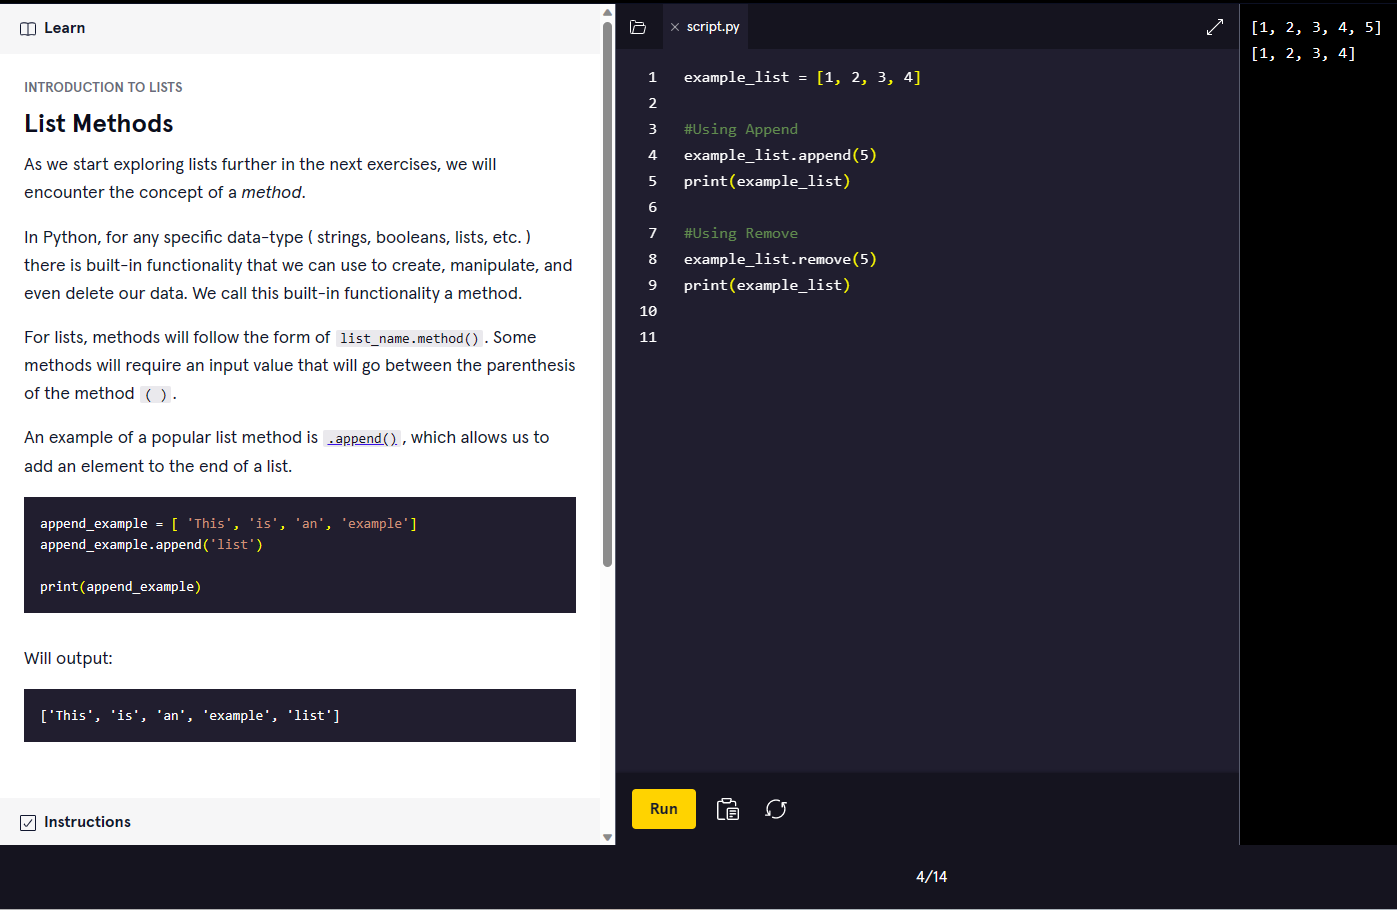 Learn
INTRODUCTION TO LISTS
List Methods
As we start exploring lists further in the next exercises, we will
encounter the concept of a method.
In Python, for any specific data-type ( strings, booleans, lists, etc. )
there is built-in functionality that we can use to create, manipulate, and
even delete our data. We call this built-in functionality a method.
For lists, methods will follow the form of list_name.method(). Some
methods will require an input value that will go between the parenthesis
of the method ( ).
An example of a popular list method is .append(), which allows us to
add an element to the end of a list.
append_example = [ 'This', 'is', 'an', 'example']
append_example.append('list')
print(append_example)
Will output:
['This', 'is', 'an', 'example', 'list']
Instructions
script.py
1 example_list = [1, 2, 3, 4]
2
3 #Using Append
4 example_list.append(5)
5 print(example_list)
6
7 #Using Remove
8 example_list.remove(5)
9 print(example_list)
10
11
Run
[1, 2, 3, 4, 5]
[1, 2, 3, 4]
4/14